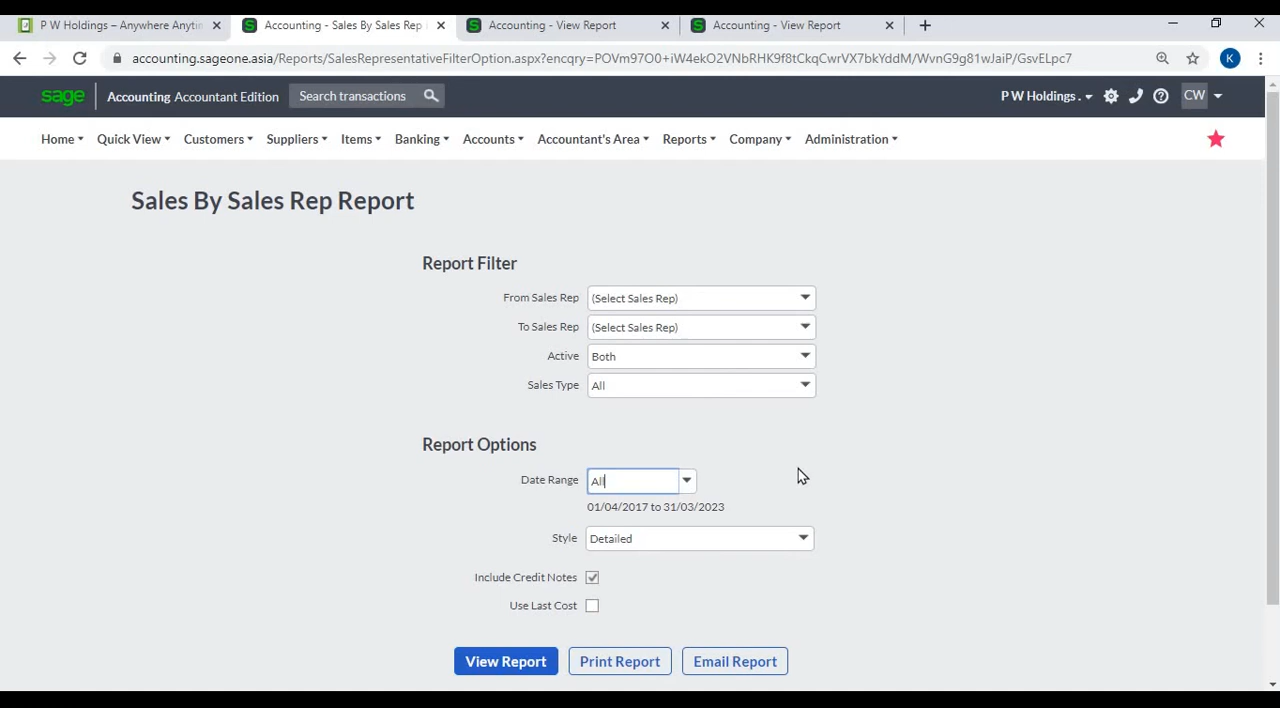 P W Holdings – Anywhere Anytin
Accounting - Sales By Sales Rep
Accounting - View Report
Accounting - View Report
accounting.sageone.asia/Reports/SalesRepresentativeFilterOption.aspx?encqry=POVm97O0+iW4ekO2VNbRHK9f8tCkqCwrVX7bkYddM/WvnG9g81wJaiP/GsvELpc7
K
sage
Accounting Accountant Edition
Search transactions
P W Holdings .
CW
Home Quick View Customers Suppliers Items Banking Accounts Accountant's Area Reports Company Administration
Sales By Sales Rep Report
Report Filter
From Sales Rep (Select Sales Rep)
To Sales Rep (Select Sales Rep)
Active Both
Sales Type All
Report Options
Date Range All
01/04/2017 to 31/03/2023
Style Detailed
Include Credit Notes
Use Last Cost
View Report Print Report Email Report